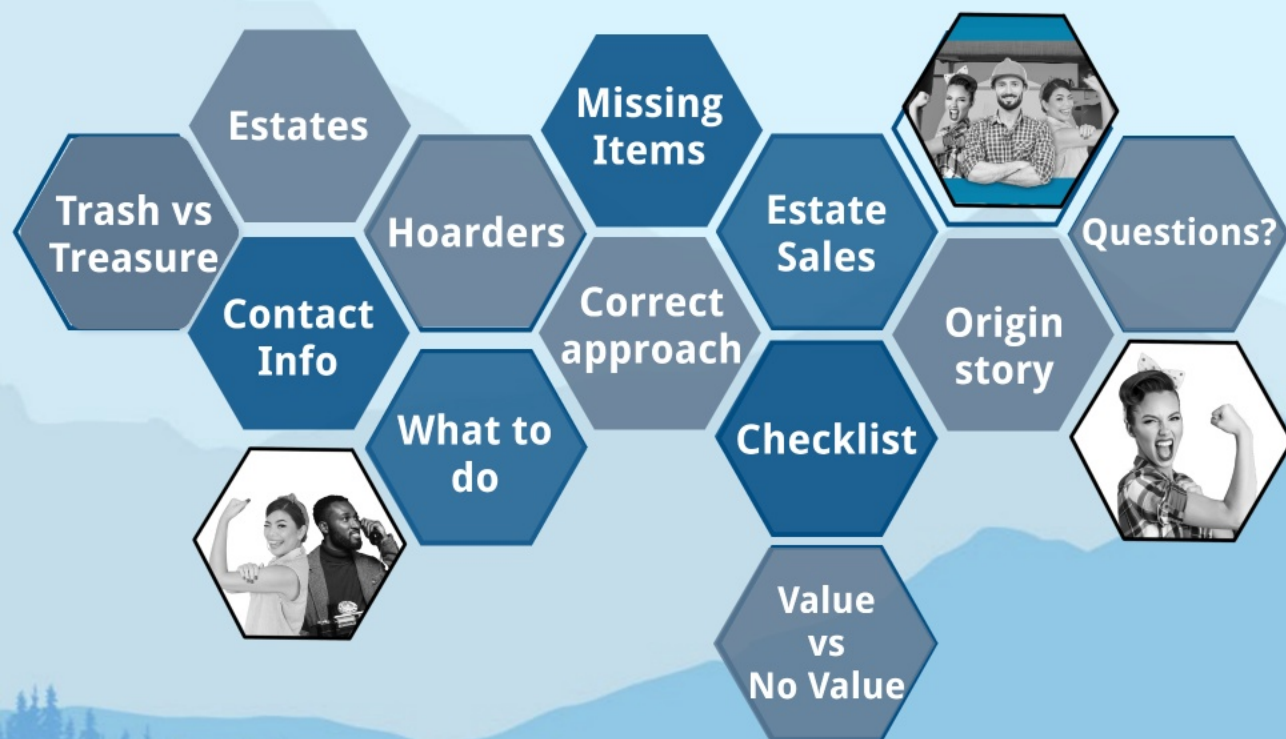 Estates
Missing
Items
Trash vs
Treasure
Hoarders
Estate
Sales
Questions?
Contact
Info
Correct
approach
Origin
story
What to
do
Checklist
Value
vs
No Value